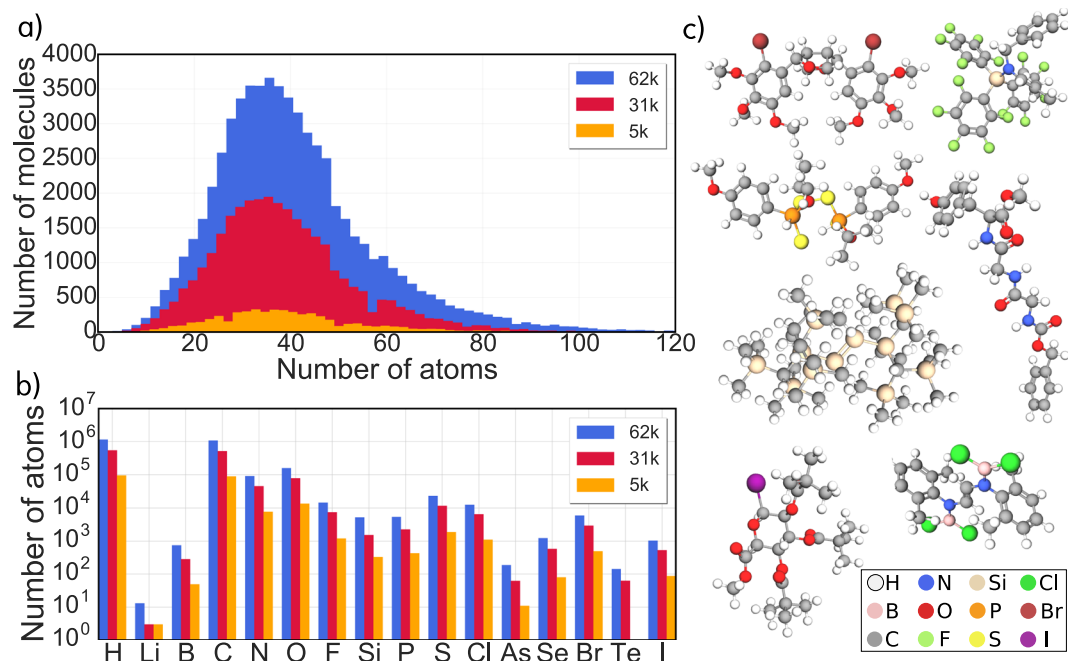 a)
Number of molecules
4000
3500
3000
2500
2000
1500
1000
500
0
0 20 40 60 80 100 120
Number of atoms
62k
31k
5k
b)
Number of atoms
10^7
10^6
10^5
10^4
10^3
10^2
10^1
10^0
H Li B C N O F Si P S Cl As Se Br Te I
62k
31k
5k
c)
H N Si Cl
B O P Br
C F S I